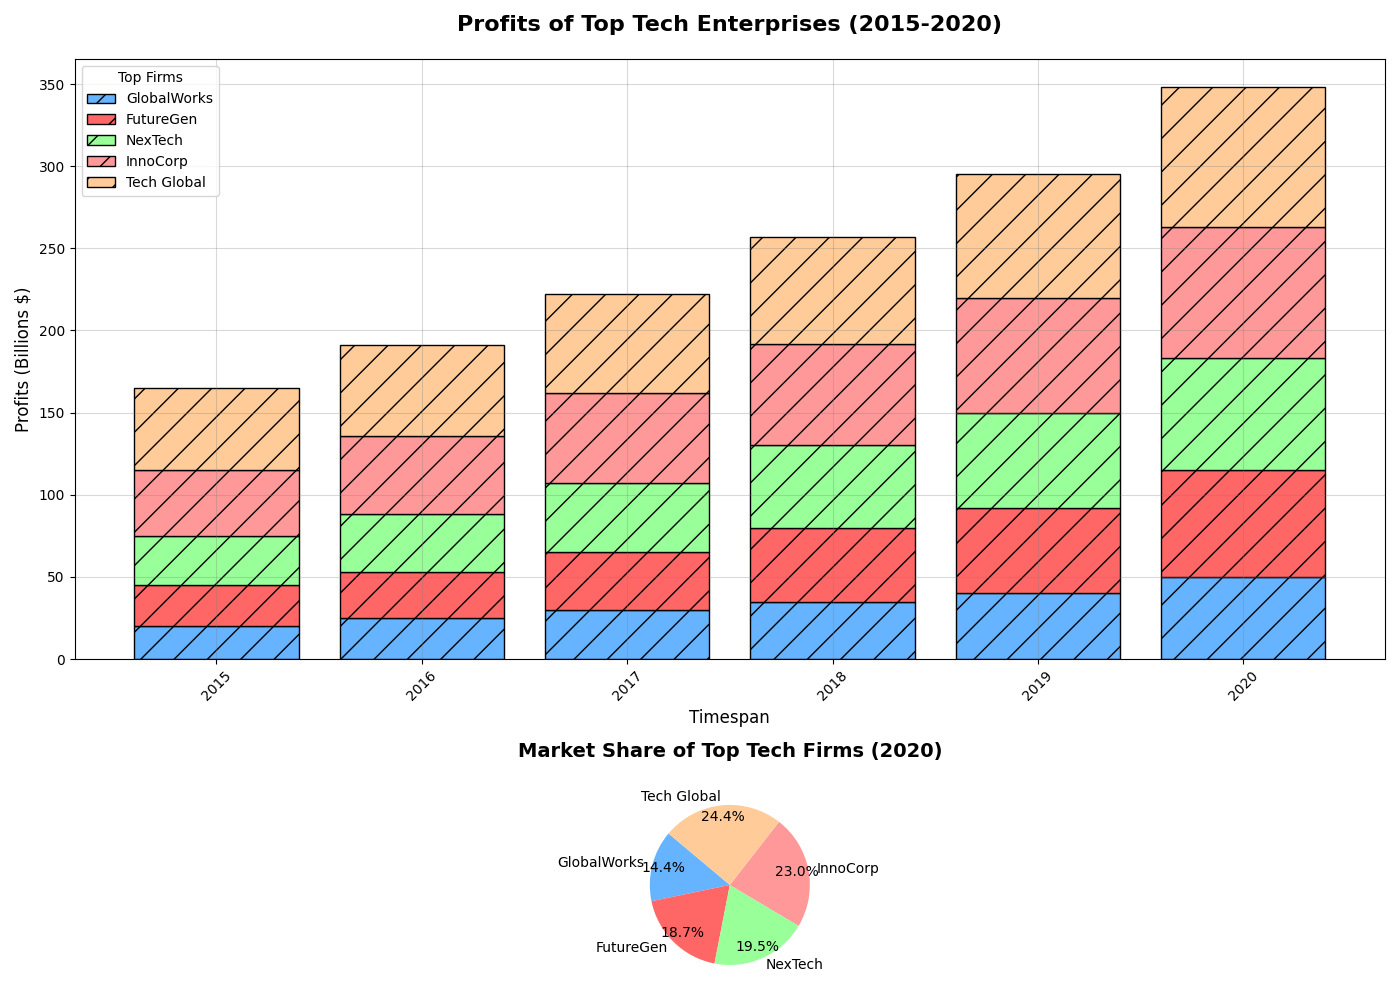 Profits of Top Tech Enterprises (2015-2020)
Top Firms
GlobalWorks
FutureGen
NexTech
InnoCorp
Tech Global
Profits (Billions $)
350
300
250
200
150
100
50
0
2015
2016
2017
2018
2019
2020
Timespan
Market Share of Top Tech Firms (2020)
Tech Global
24.4%
GlobalWorks
14.4%
InnoCorp
23.0%
FutureGen
18.7%
NexTech
19.5%